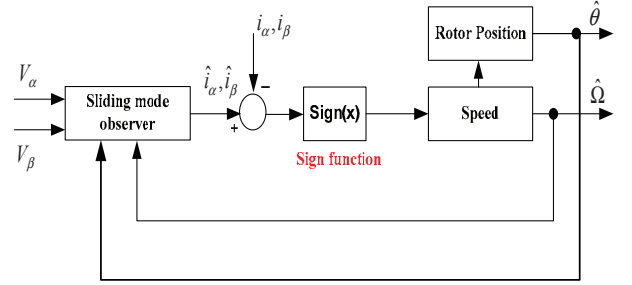 i_α, i_β
Rotor Position
θ̂
V_α
î_α, î_β
−
Sliding mode
observer
Sign(x)
Speed
Ω̂
+
V_β
Sign function